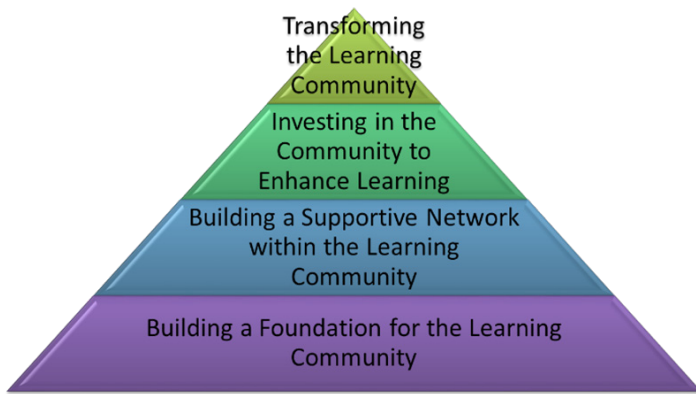 Transforming
the Learning
Community
Investing in the
Community to
Enhance Learning
Building a Supportive Network
within the Learning
Community
Building a Foundation for the Learning
Community